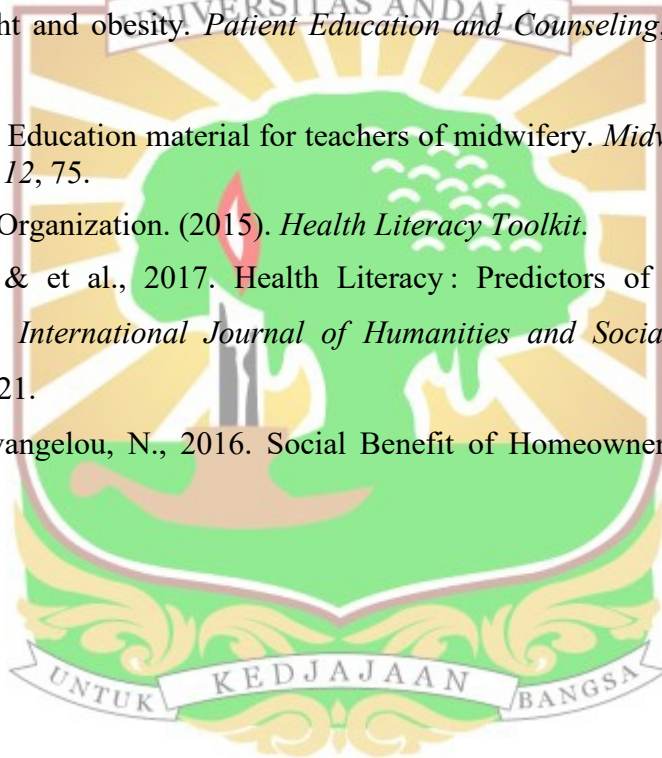 UNIVERSITAS ANDALAS
ht and obesity. Patient Education and Counseling,
Education material for teachers of midwifery. Midw
12, 75.
Organization. (2015). Health Literacy Toolkit.
& et al., 2017. Health Literacy : Predictors of
International Journal of Humanities and Socia
21.
vangelou, N., 2016. Social Benefit of Homeowner
UNTUK KEDJAJAAN BANGSA